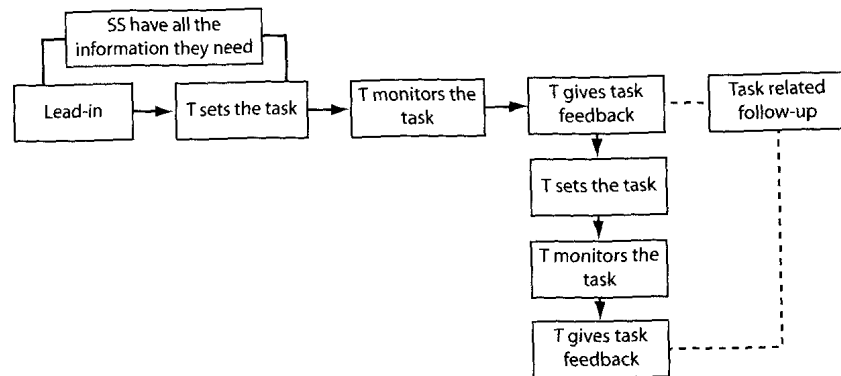 SS have all the
information they need
Lead-in
T sets the task
T monitors the
task
T gives task
feedback
Task related
follow-up
T sets the task
T monitors the
task
T gives task
feedback